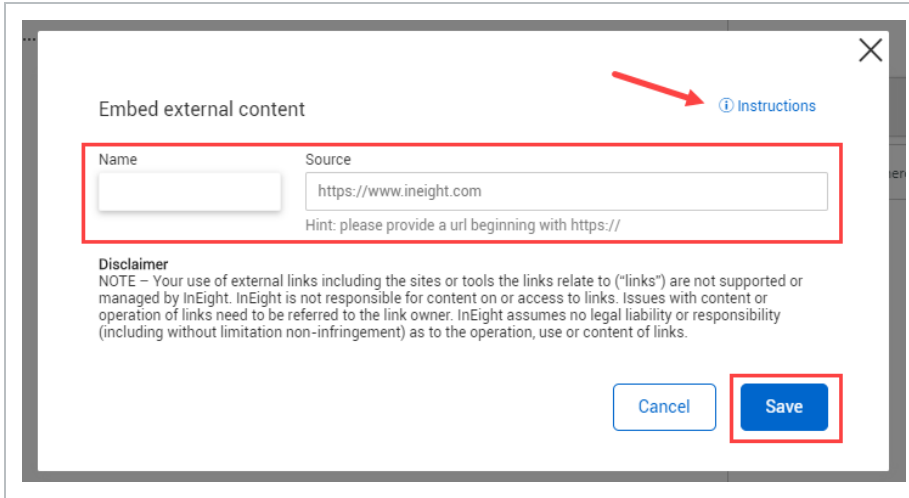 Embed external content
Instructions
Name
Source
https://www.ineight.com
Hint: please provide a url beginning with https://
Disclaimer
NOTE – Your use of external links including the sites or tools the links relate to (“links”) are not supported or
managed by InEight. InEight is not responsible for content on or access to links. Issues with content or
operation of links need to be referred to the link owner. InEight assumes no legal liability or responsibility
(including without limitation non-infringement) as to the operation, use or content of links.
Cancel
Save